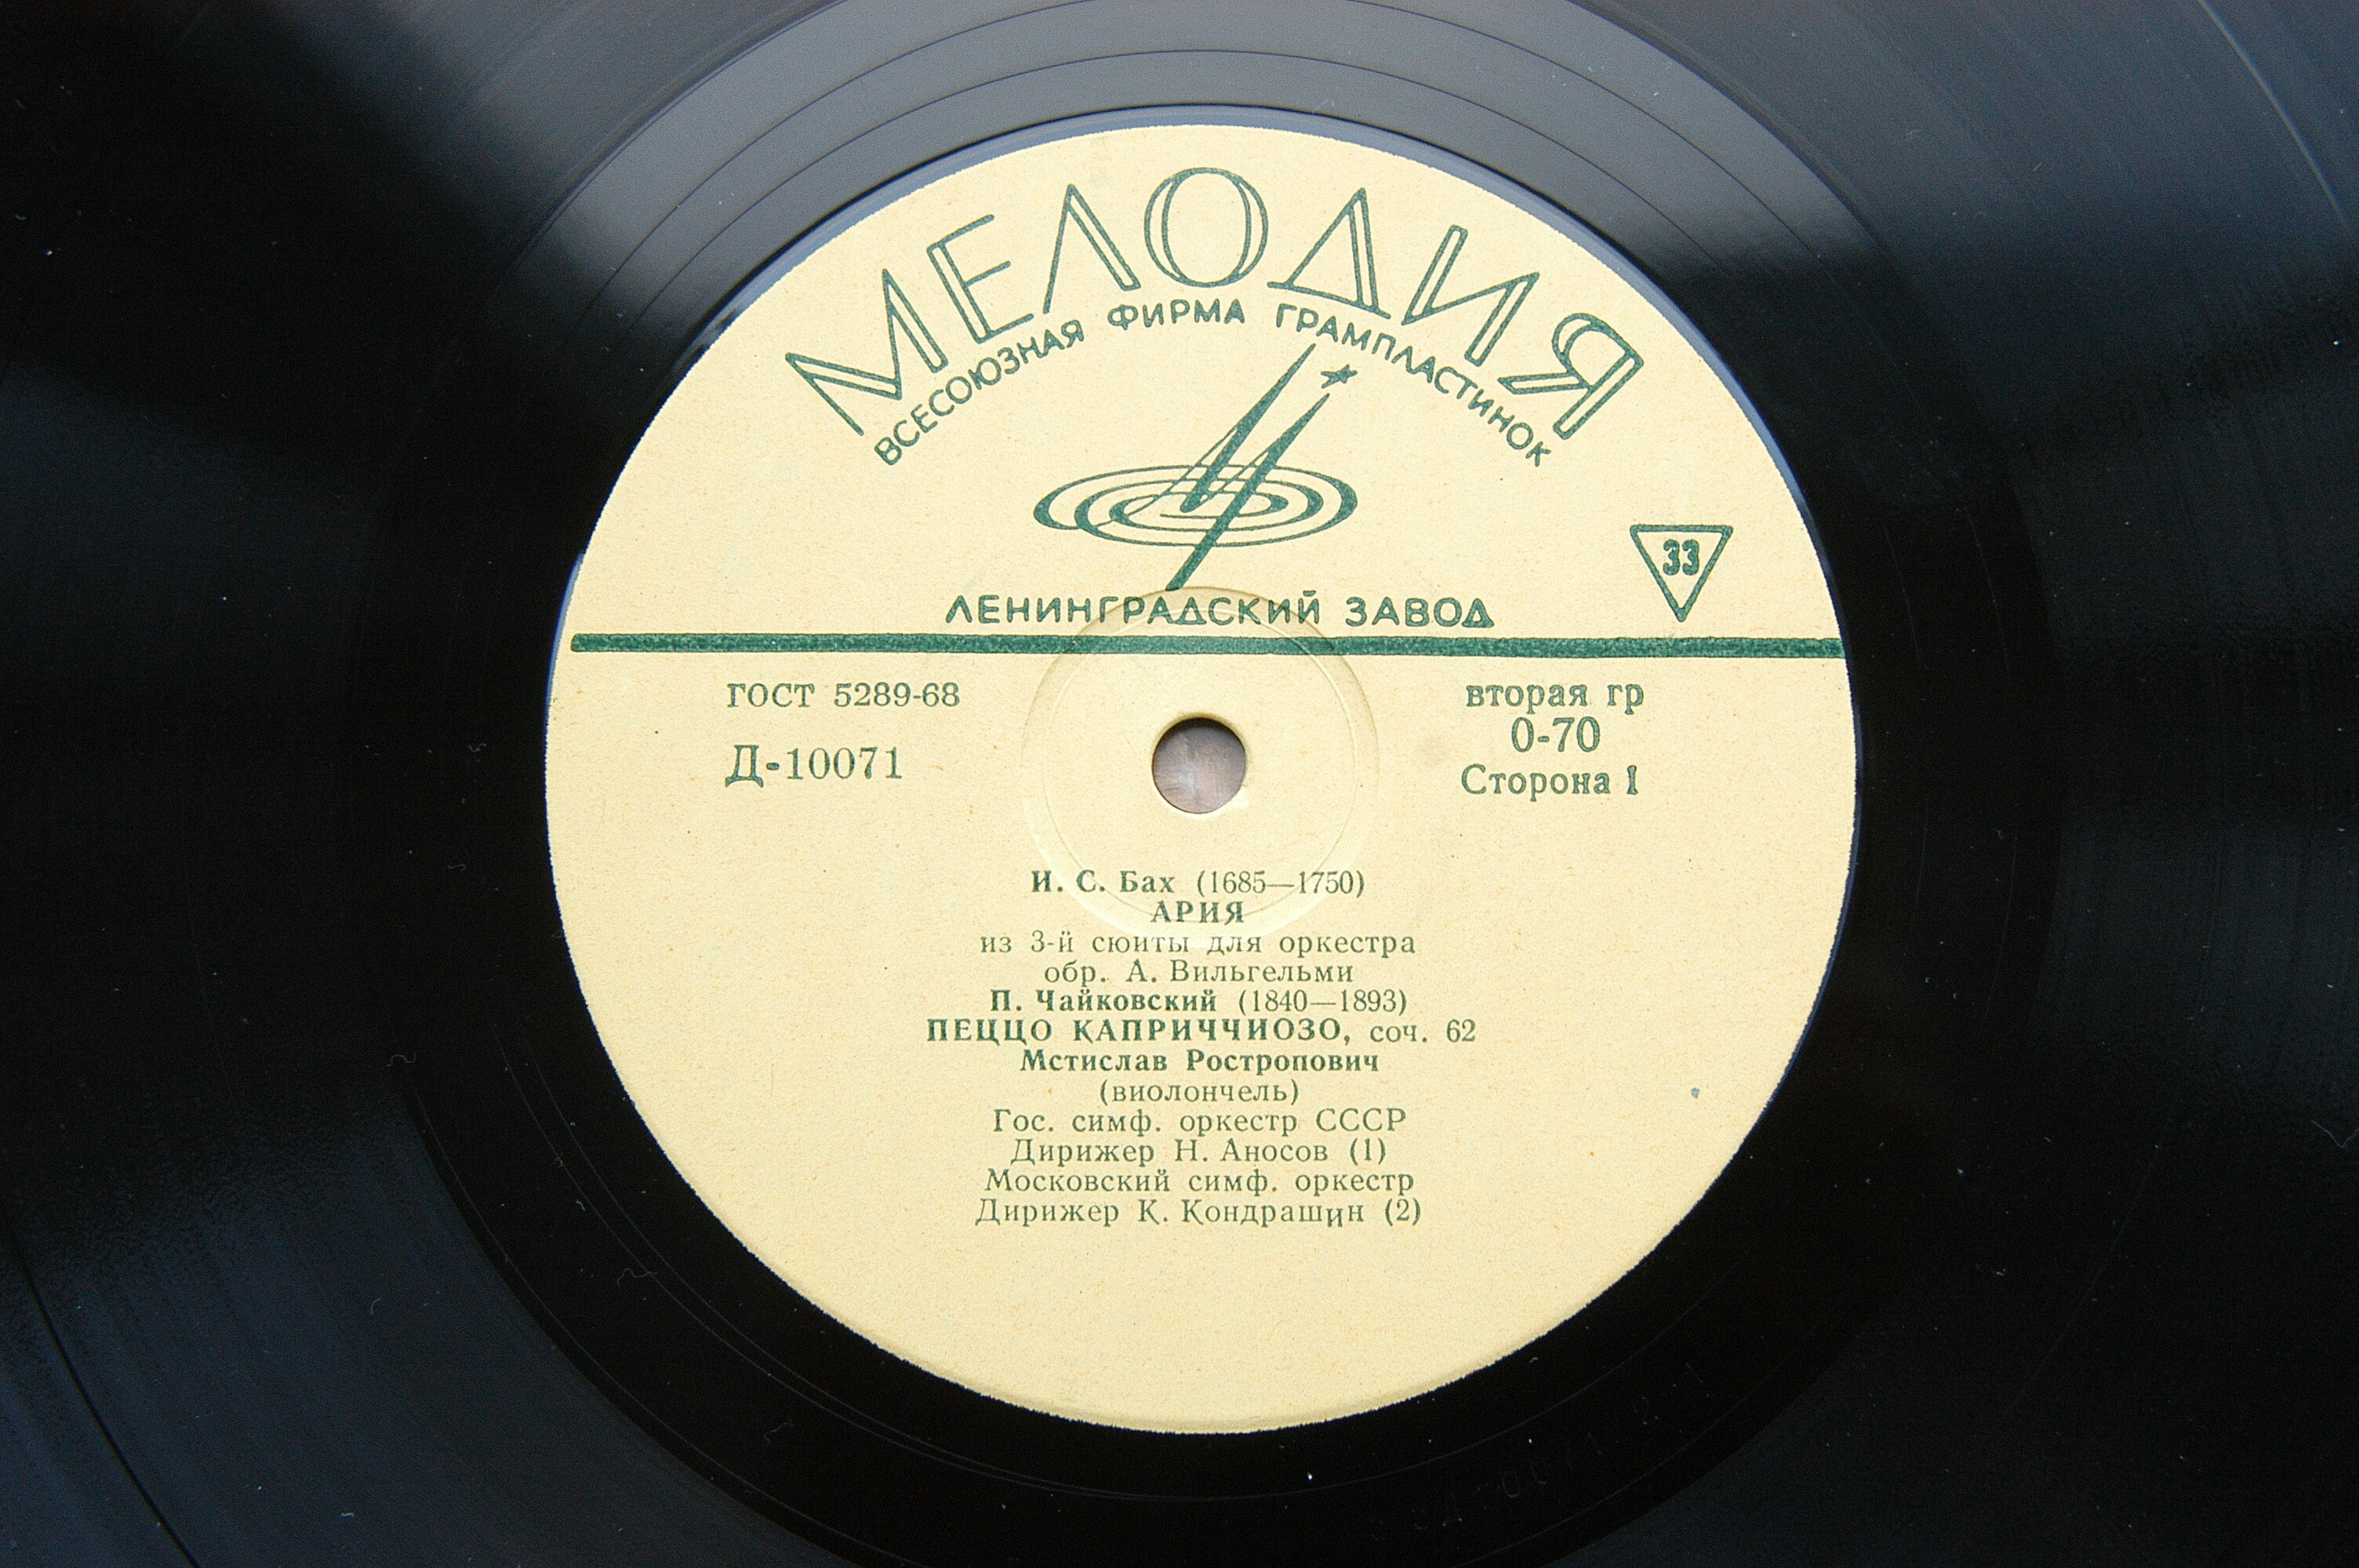 МЕЛОДИЯ
ВСЕСОЮЗНАЯ ФИРМА ГРАМПЛАСТИНОК
33
ЛЕНИНГРАДСКИЙ ЗАВОД
ГОСТ 5289-68
вторая гр
0-70
Д-10071
Сторона 1
И. С. Бах (1685—1750)
АРИЯ
из 3-й сюиты для оркестра
обр. А. Вильгельми
П. Чайковский (1840—1893)
ПЕЦЦО КАПРИЧЧИОЗО, соч. 62
Мстислав Ростропович
(виолончель)
Гос. симф. оркестр СССР
Дирижер Н. Аносов (1)
Московский симф. оркестр
Дирижер К. Кондрашин (2)